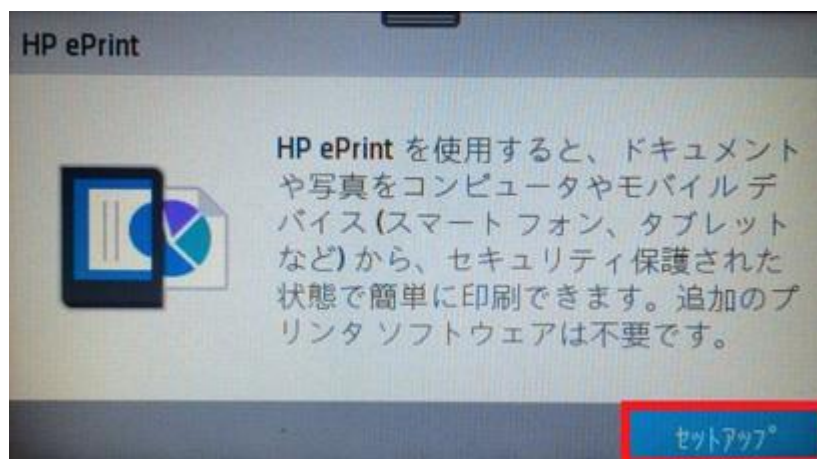 HP ePrint
HP ePrint を使用すると、ドキュメント
や写真をコンピュータやモバイル デ
バイス (スマート フォン、タブレット
など) から、セキュリティ保護された
状態で簡単に印刷できます。追加のプ
リンタ ソフトウェアは不要です。
ｾｯﾄｱｯﾌﾟ